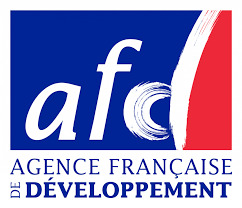 afd
AGENCE FRANÇAISE
DE DÉVELOPPEMENT